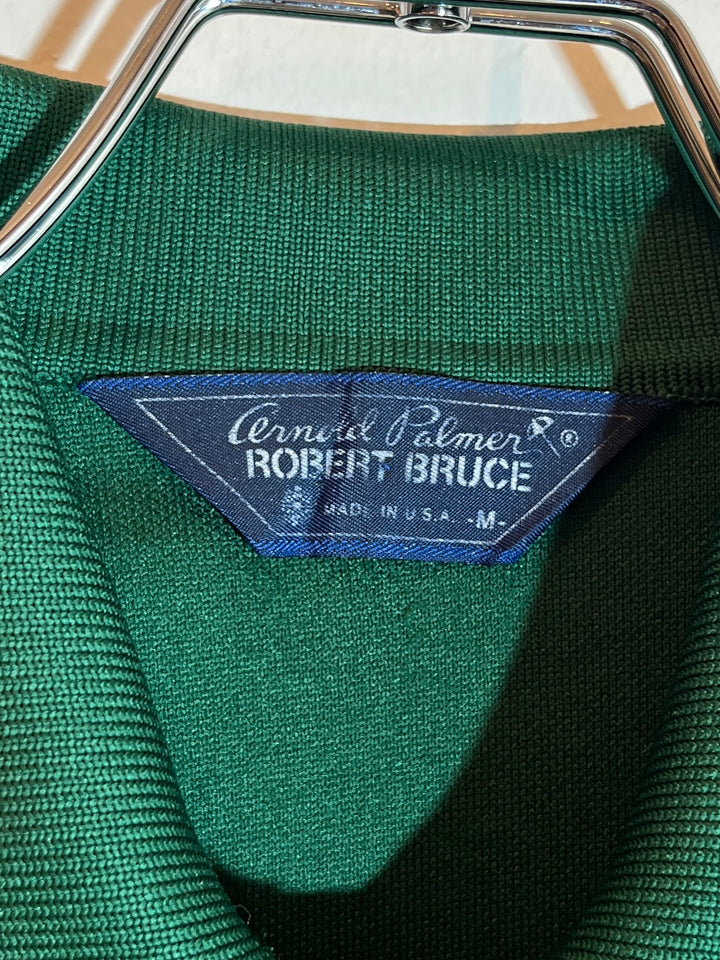 Arnold Palmer ®
ROBERT BRUCE
MADE IN U.S.A. -M-